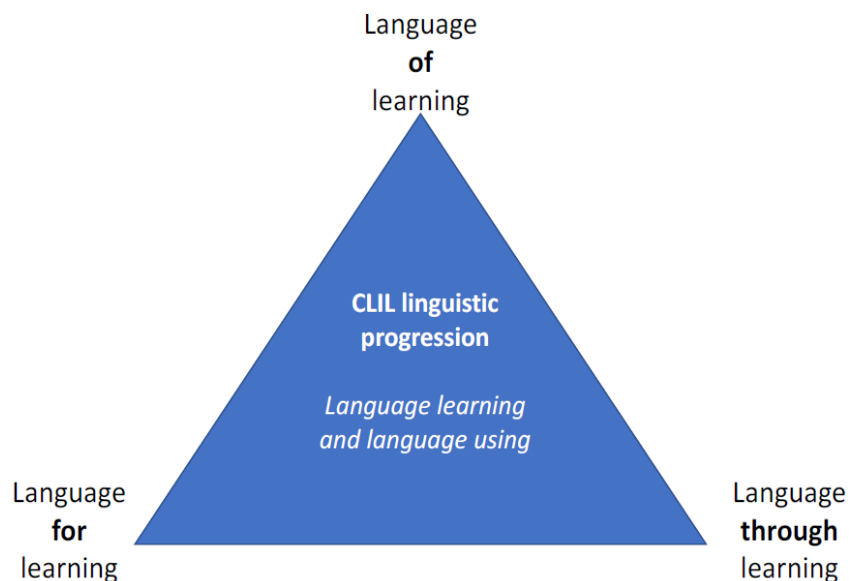 Language
of
learning
CLIL linguistic
progression
Language learning
and language using
Language
for
learning
Language
through
learning